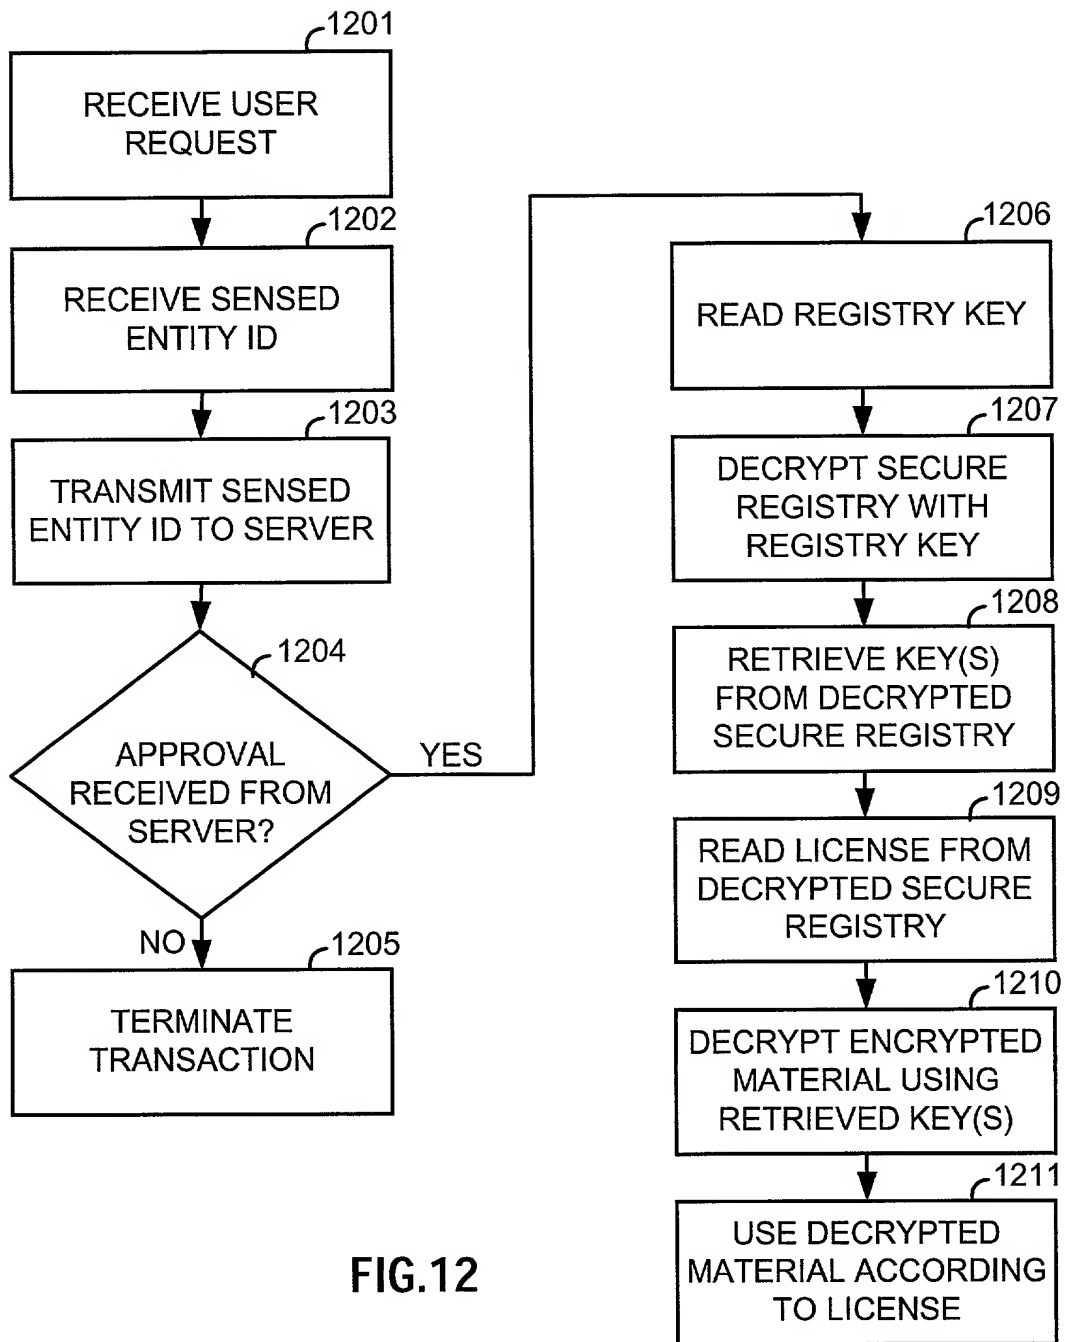 1201
RECEIVE USER
REQUEST
1202
RECEIVE SENSED
ENTITY ID
1203
TRANSMIT SENSED
ENTITY ID TO SERVER
1204
APPROVAL
RECEIVED FROM
SERVER?
YES
NO
1205
TERMINATE
TRANSACTION
1206
READ REGISTRY KEY
1207
DECRYPT SECURE
REGISTRY WITH
REGISTRY KEY
1208
RETRIEVE KEY(S)
FROM DECRYPTED
SECURE REGISTRY
1209
READ LICENSE FROM
DECRYPTED SECURE
REGISTRY
1210
DECRYPT ENCRYPTED
MATERIAL USING
RETRIEVED KEY(S)
1211
USE DECRYPTED
MATERIAL ACCORDING
TO LICENSE
FIG.12